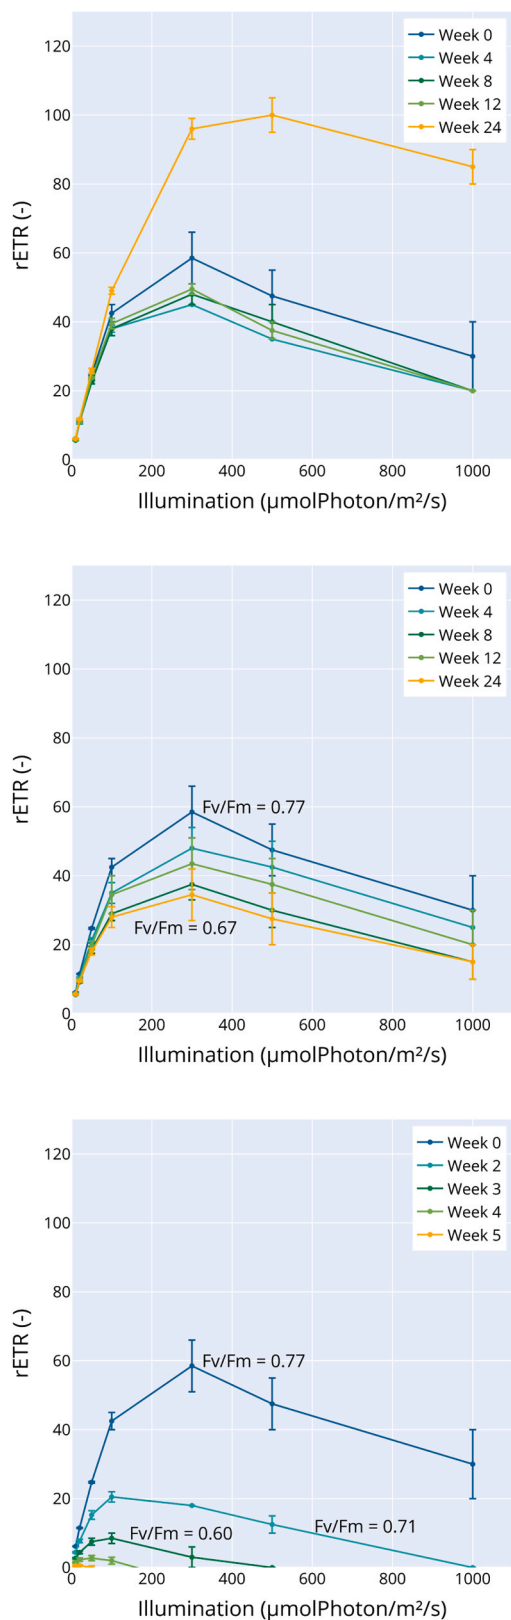 120
100
80
60
40
20
0
rETR (-)
Week 0
Week 4
Week 8
Week 12
Week 24
0 200 400 600 800 1000
Illumination (μmolPhoton/m²/s)
120
100
80
60
40
20
0
rETR (-)
Week 0
Week 4
Week 8
Week 12
Week 24
Fv/Fm = 0.77
Fv/Fm = 0.67
0 200 400 600 800 1000
Illumination (μmolPhoton/m²/s)
120
100
80
60
40
20
0
rETR (-)
Week 0
Week 2
Week 3
Week 4
Week 5
Fv/Fm = 0.77
Fv/Fm = 0.71
Fv/Fm = 0.60
0 200 400 600 800 1000
Illumination (μmolPhoton/m²/s)